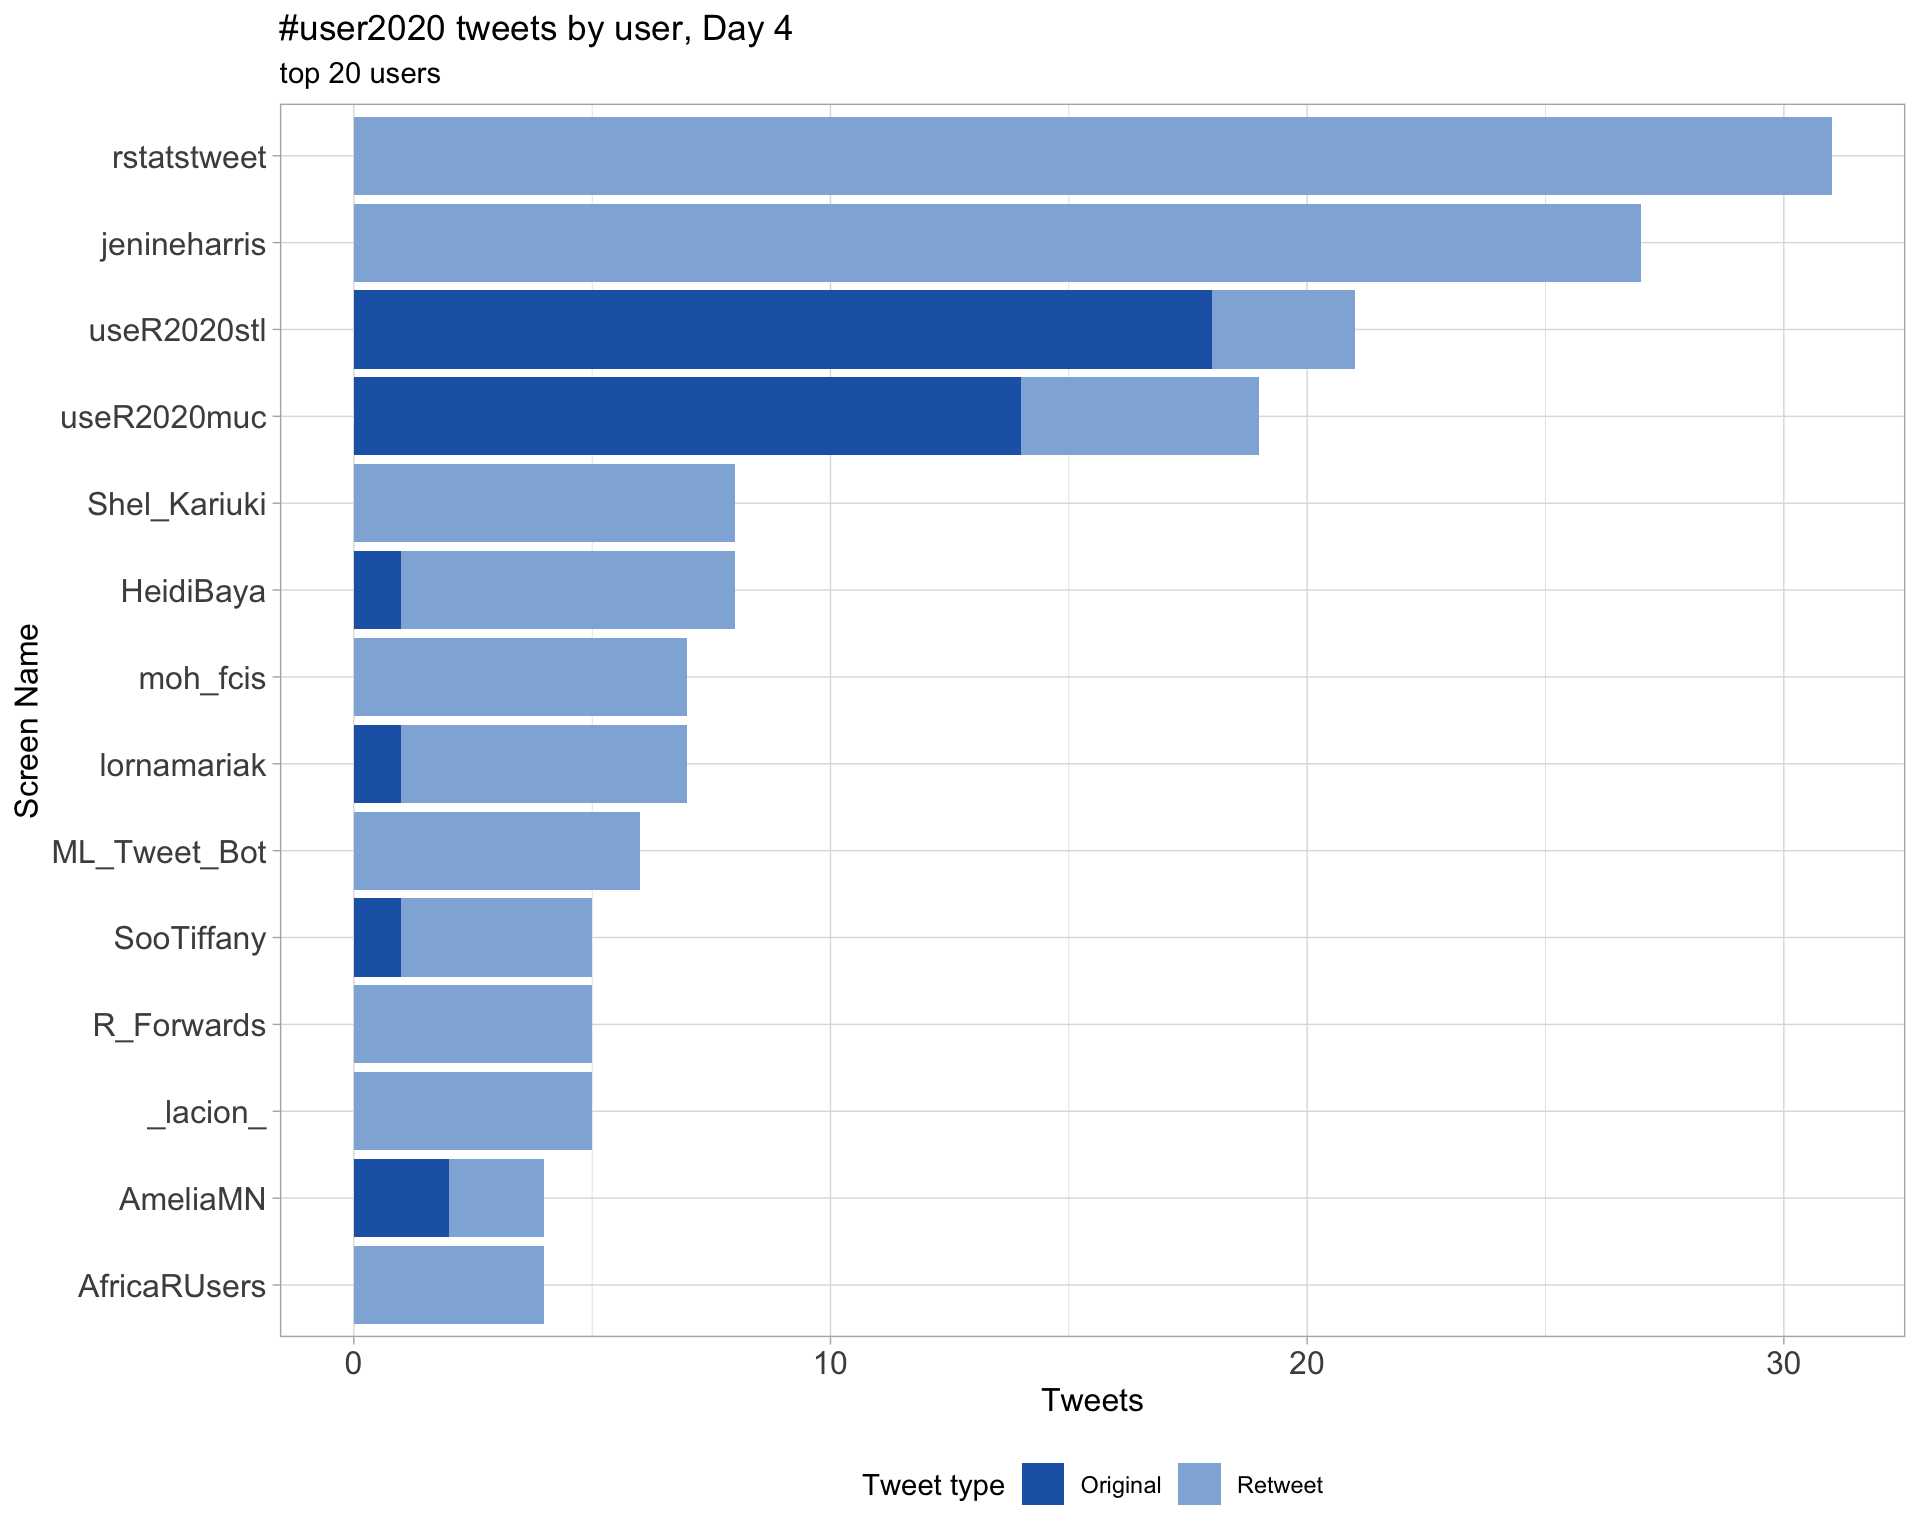 #user2020 tweets by user, Day 4
top 20 users
Screen Name
rstatstweet
jenineharris
useR2020stl
useR2020muc
Shel_Kariuki
HeidiBaya
moh_fcis
lornamariak
ML_Tweet_Bot
SooTiffany
R_Forwards
_lacion_
AmeliaMN
AfricaRUsers
0 10 20 30
Tweets
Tweet type Original Retweet